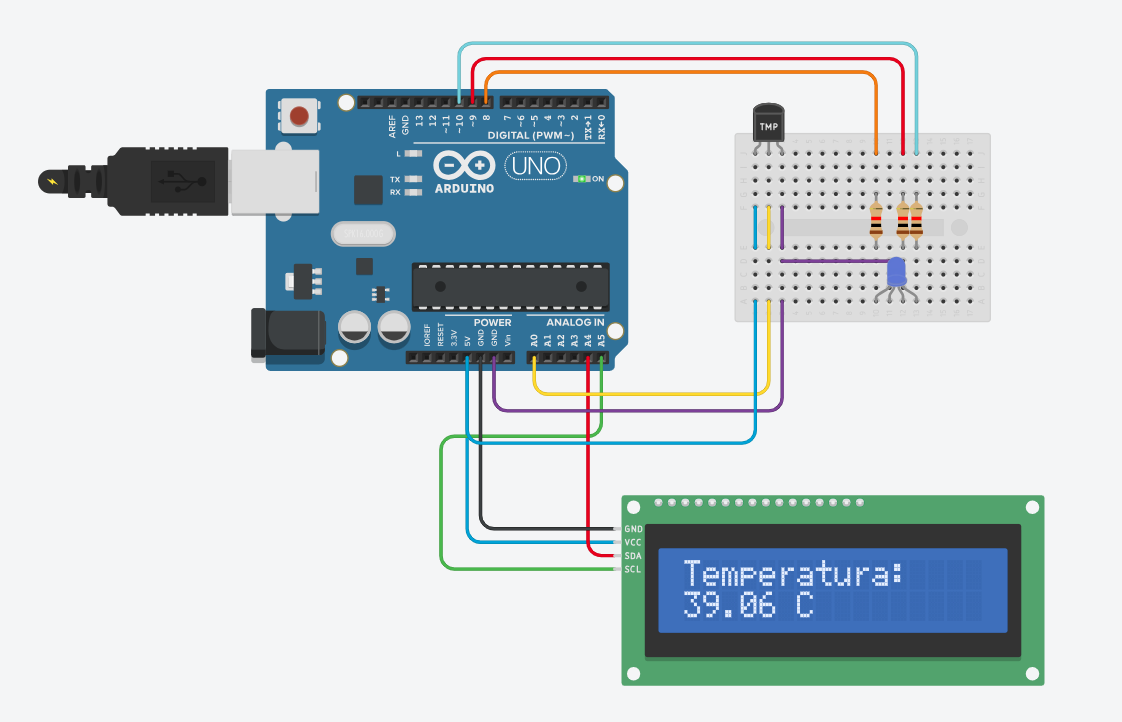 AREF
GND
13
12
~11
~10
~9
8
7
~6
~5
4
~3
2
TX→1
RX←0
DIGITAL (PWM~)
L
TX
RX
ARDUINO
UNO
ON
TMP
POWER
ANALOG IN
IOREF
RESET
3.3V
5V
GND
GND
Vin
A0
A1
A2
A3
A4
A5
GND
VCC
SDA
SCL
Temperatura:
39.06 C